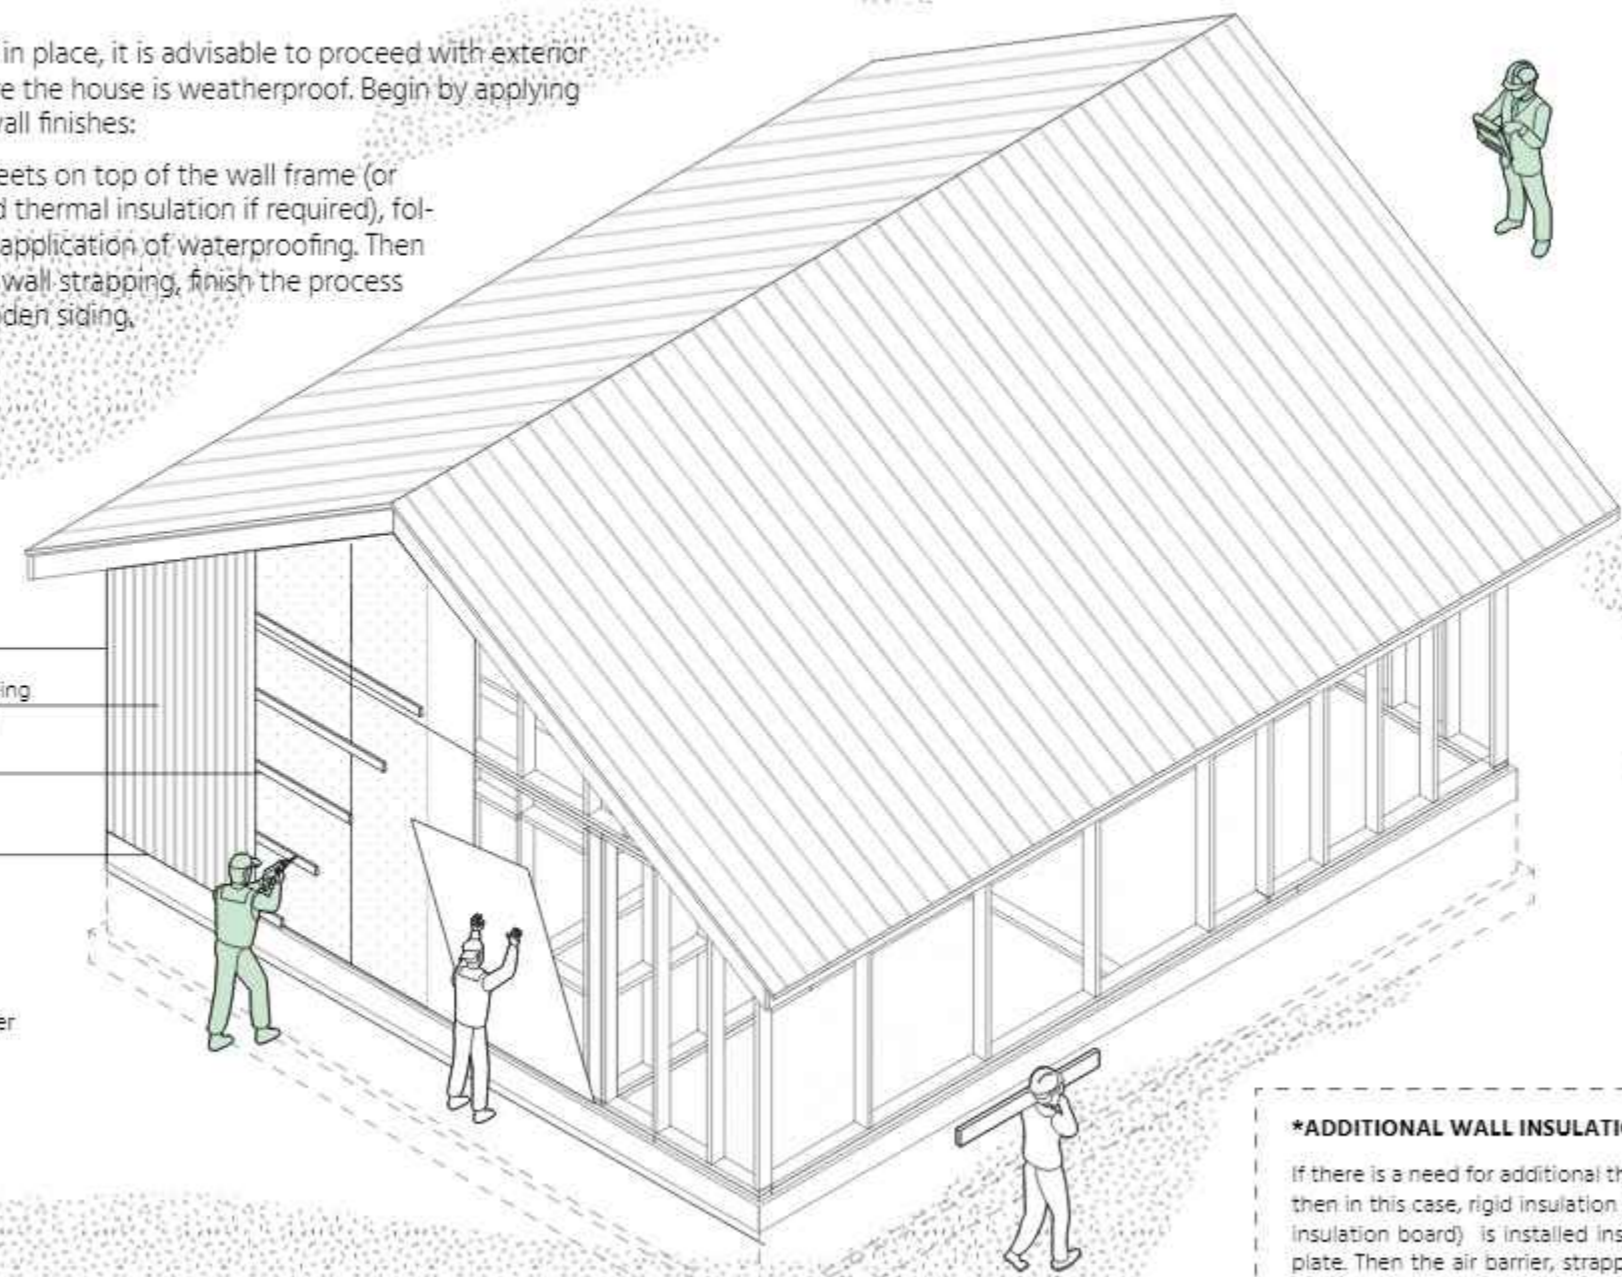 in place, it is advisable to proceed with exterior
e the house is weatherproof. Begin by applying
wall finishes:
eets on top of the wall frame (or
d thermal insulation if required), fol-
application of waterproofing. Then
wall strapping, finish the process
den siding.
ing
er
*ADDITIONAL WALL INSULATI
If there is a need for additional th
then in this case, rigid insulation
insulation board) is installed ins
plate. Then the air barrier, strapp